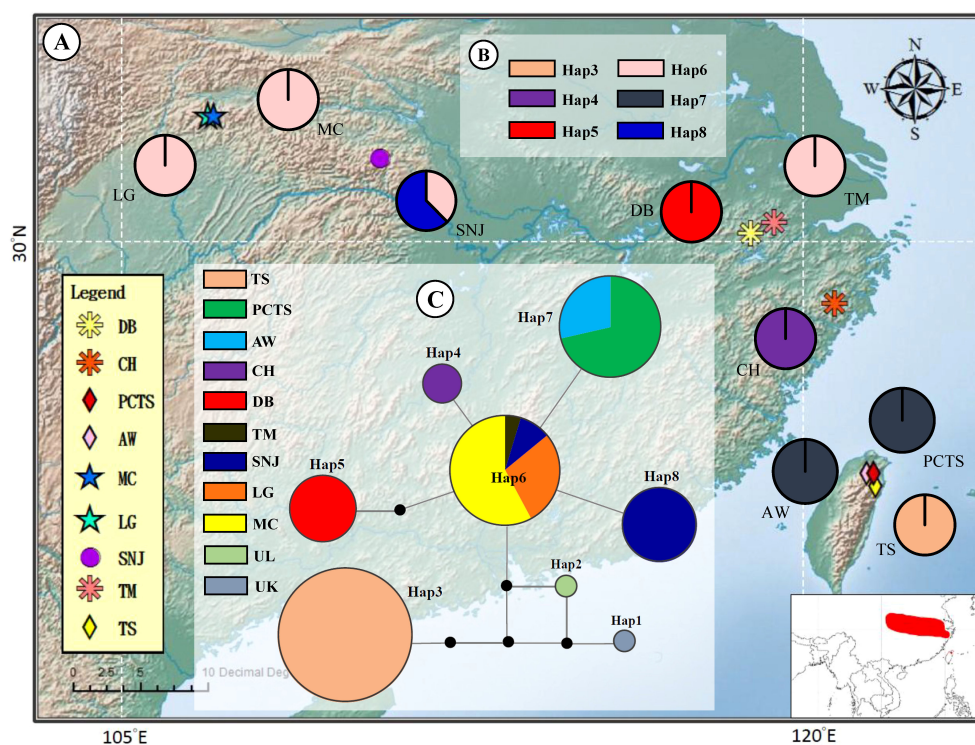 A
B
Hap3
Hap6
Hap4
Hap7
Hap5
Hap8
N
W
E
S
MC
LG
SNJ
DB
TM
CH
PCTS
AW
TS
30°N
Legend
DB
CH
PCTS
AW
MC
LG
SNJ
TM
TS
C
TS
PCTS
AW
CH
DB
TM
SNJ
LG
MC
UL
UK
Hap7
Hap4
Hap6
Hap5
Hap8
Hap3
Hap2
Hap1
0 2.5 5 10 Decimal Deg
105°E
120°E